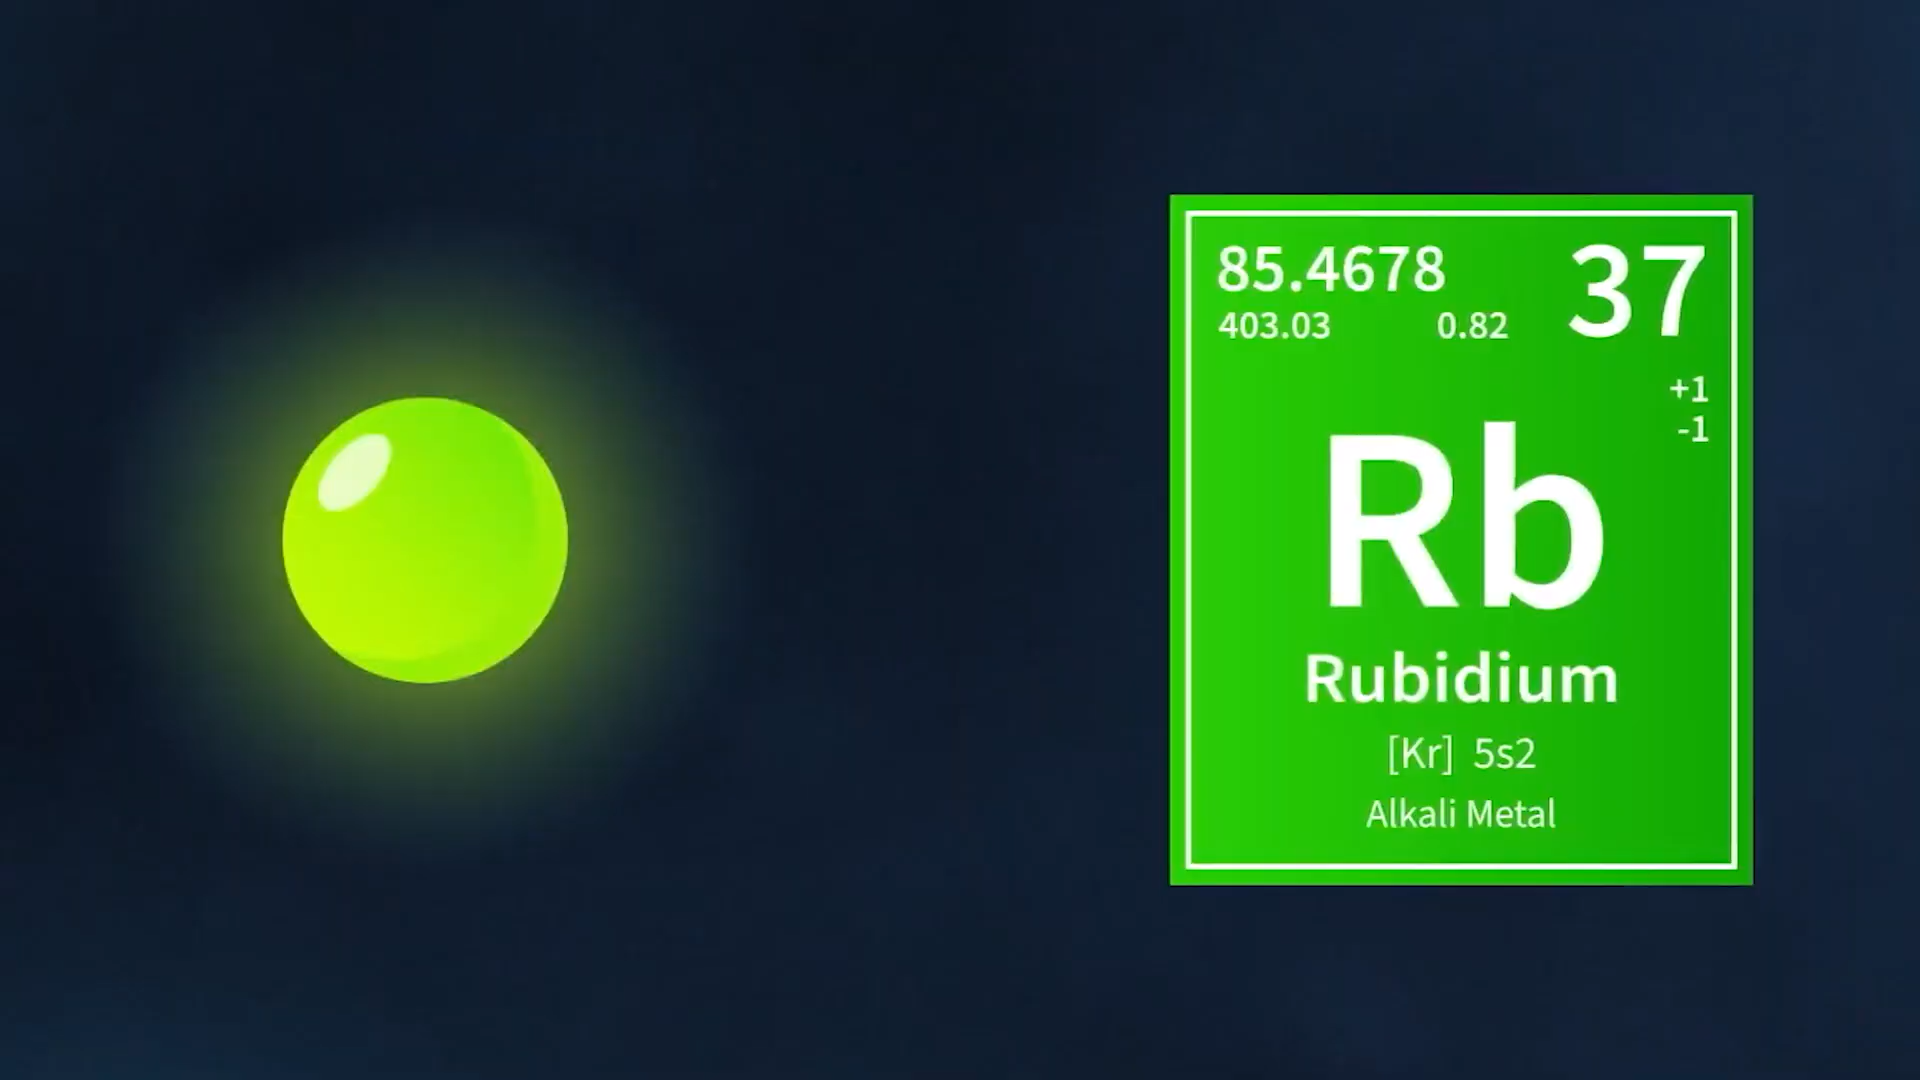 85.4678
37
403.03 0.82
+1
-1
Rb
Rubidium
[Kr] 5s2
Alkali Metal